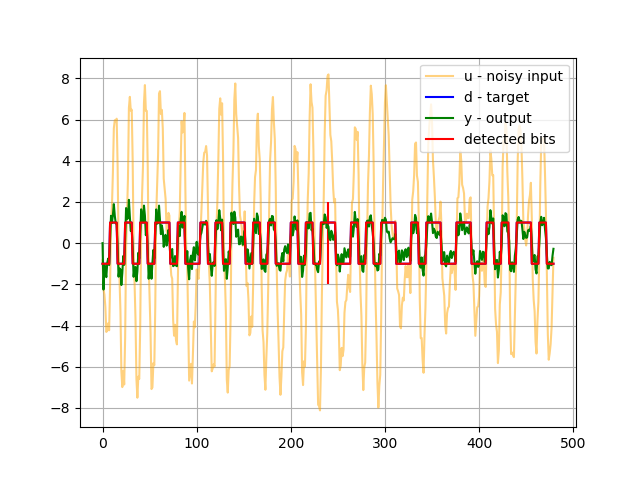 u - noisy input
d - target
y - output
detected bits
8
6
4
2
0
−2
−4
−6
−8
0 100 200 300 400 500